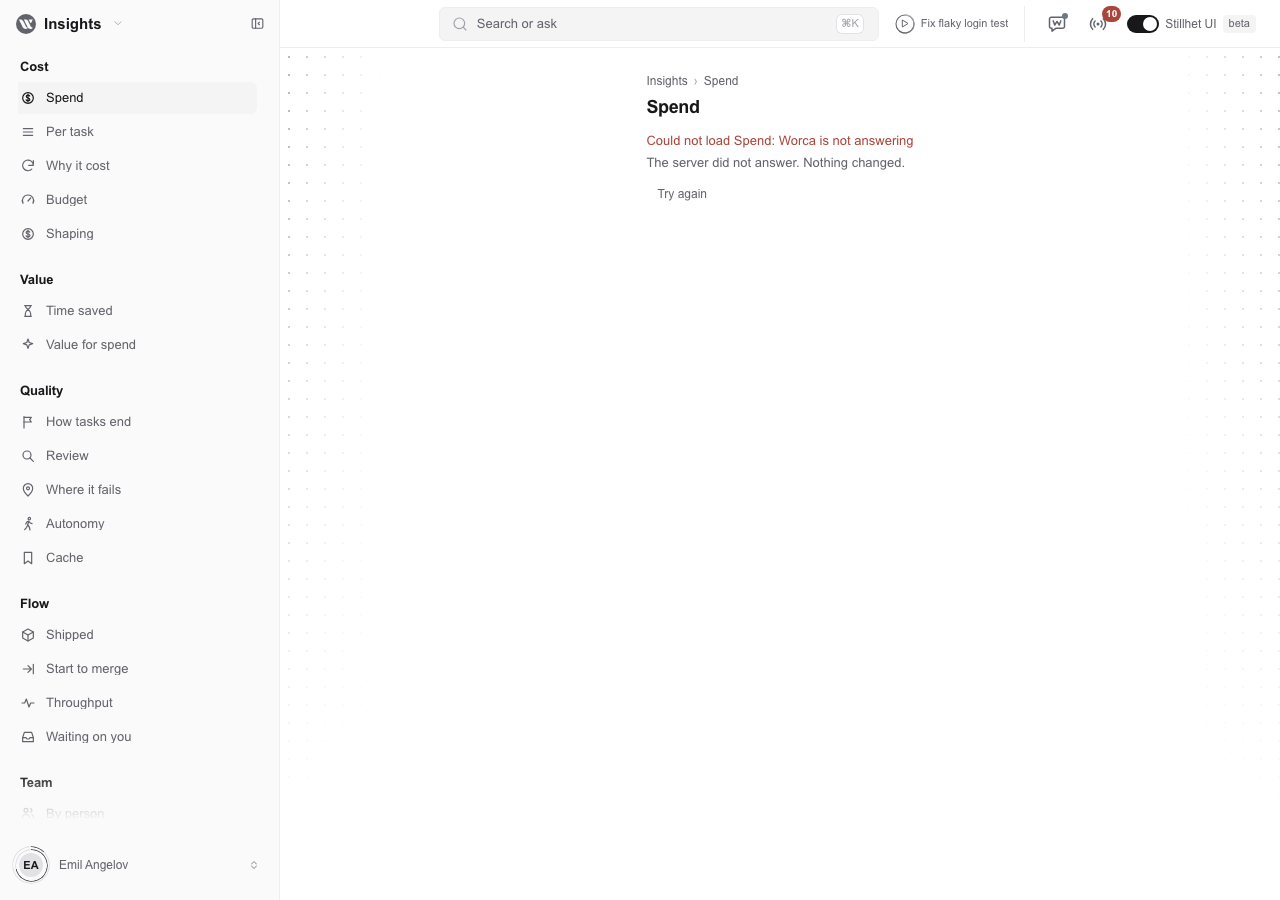 Insights
Search or ask
⌘K
Fix flaky login test
10
Stillhet UI
beta
Cost
Spend
Per task
Why it cost
Budget
Shaping
Value
Time saved
Value for spend
Quality
How tasks end
Review
Where it fails
Autonomy
Cache
Flow
Shipped
Start to merge
Throughput
Waiting on you
Team
By person
EA
Emil Angelov
Insights › Spend
Spend
Could not load Spend: Worca is not answering
The server did not answer. Nothing changed.
Try again